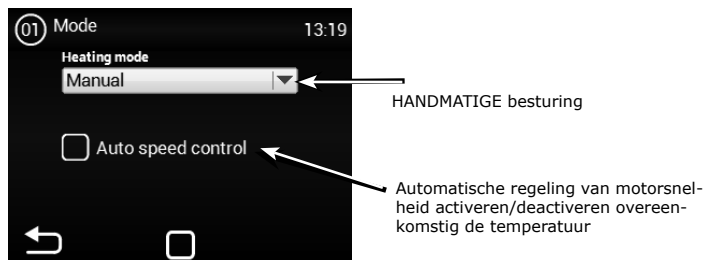 01 Mode 13:19
Heating mode
Manual
HANDMATIGE besturing
Auto speed control
Automatische regeling van motorsnel-
heid activeren/deactiveren overeen-
komstig de temperatuur